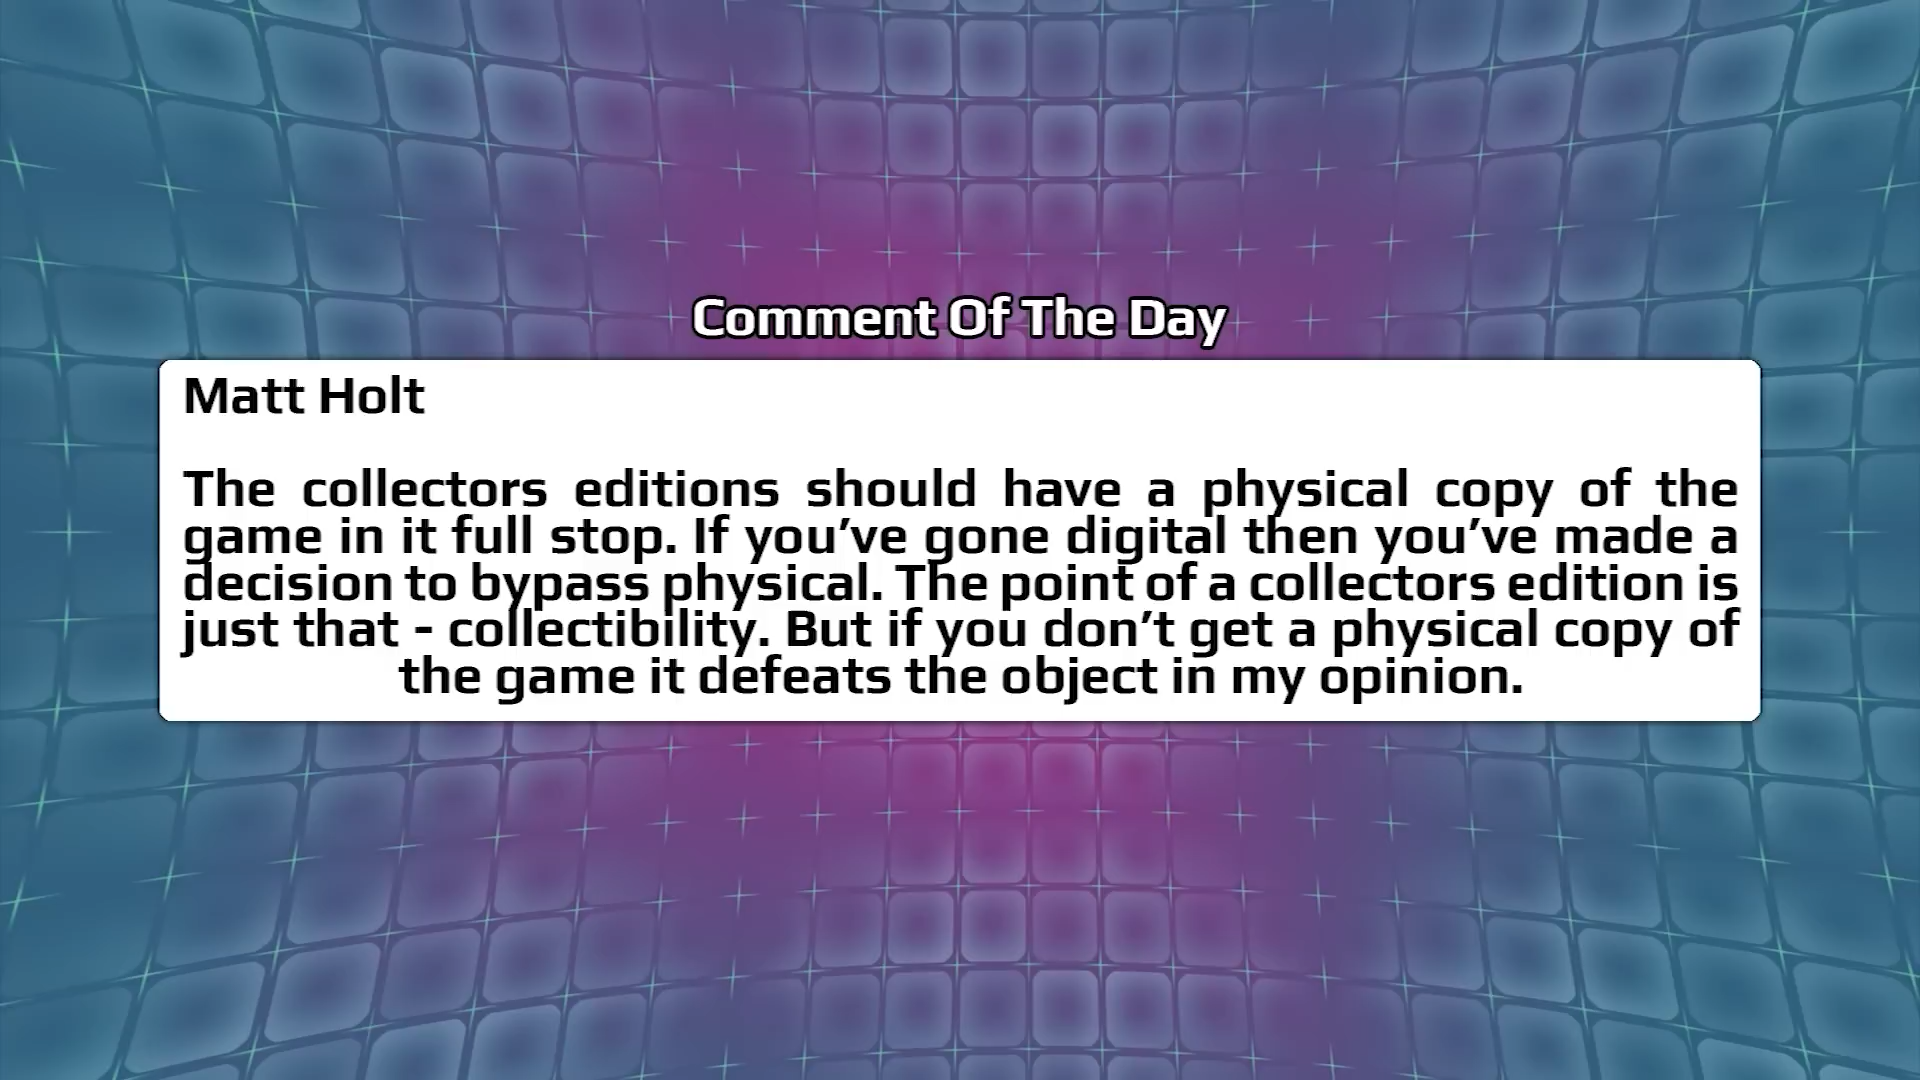 Comment Of The Day
Matt Holt
The collectors editions should have a physical copy of the
game in it full stop. If you’ve gone digital then you’ve made a
decision to bypass physical. The point of a collectors edition is
just that - collectibility. But if you don’t get a physical copy of
the game it defeats the object in my opinion.